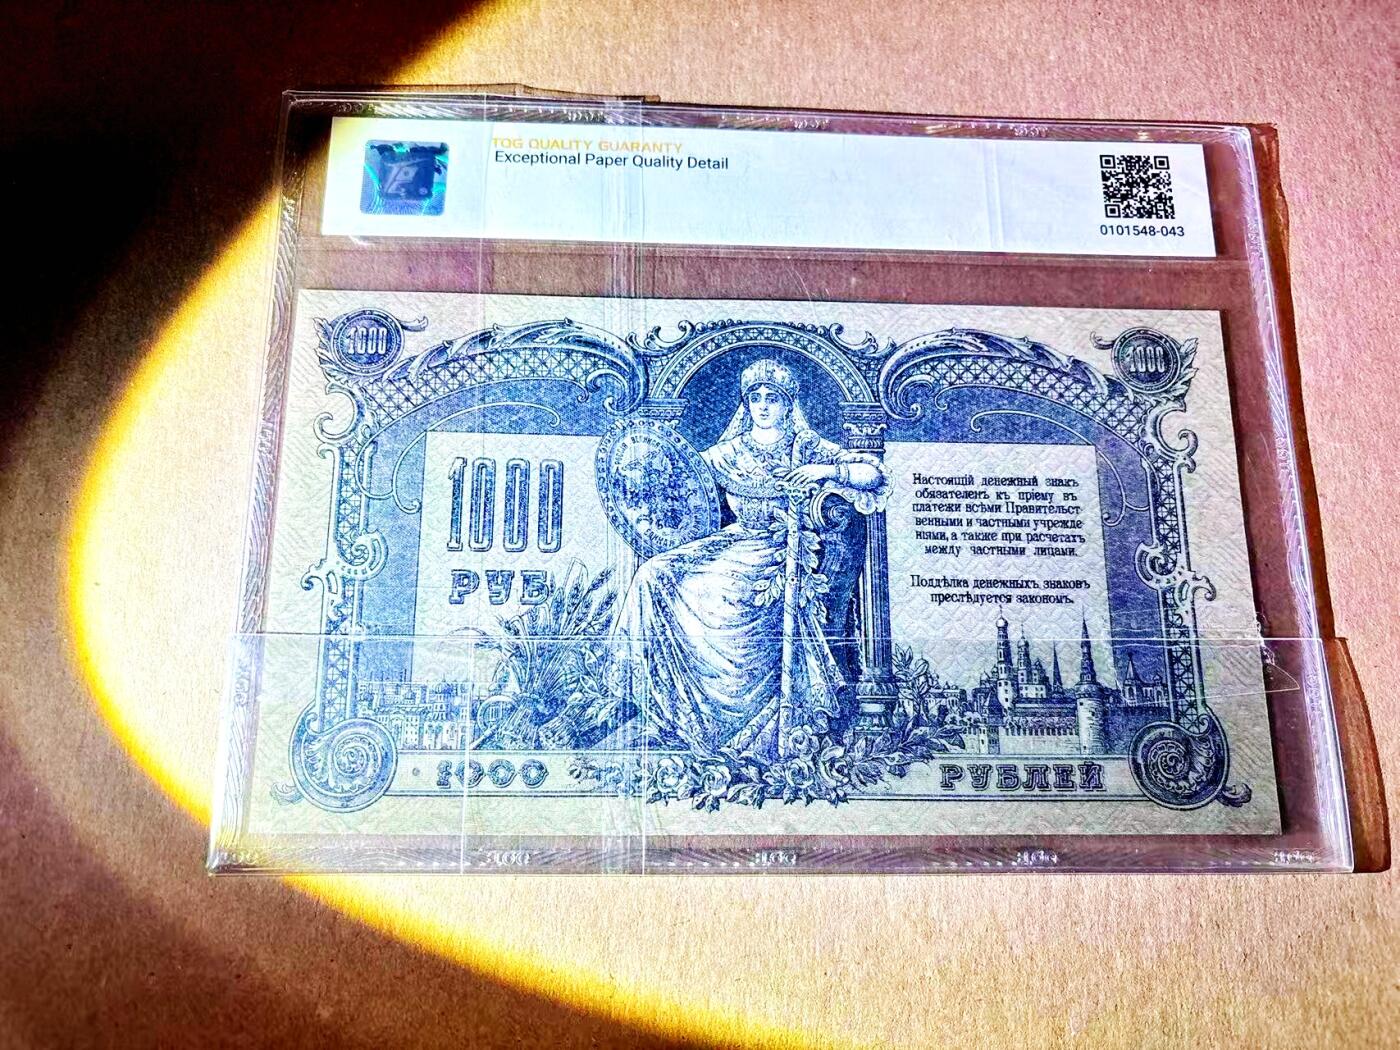 TQG QUALITY GUARANTY
Exceptional Paper Quality Detail
0101548-043
1000
1000
1000
РУБ
Настоящій денежный знакъ
обязателенъ къ пріему въ
платежи всѣми Правительст-
венными и частными учрежде
ніями, а также при расчетахъ
между частными лицами.
Поддѣлка денежныхъ знаковъ
преслѣдуется закономъ.
1000
РУБЛЕЙ